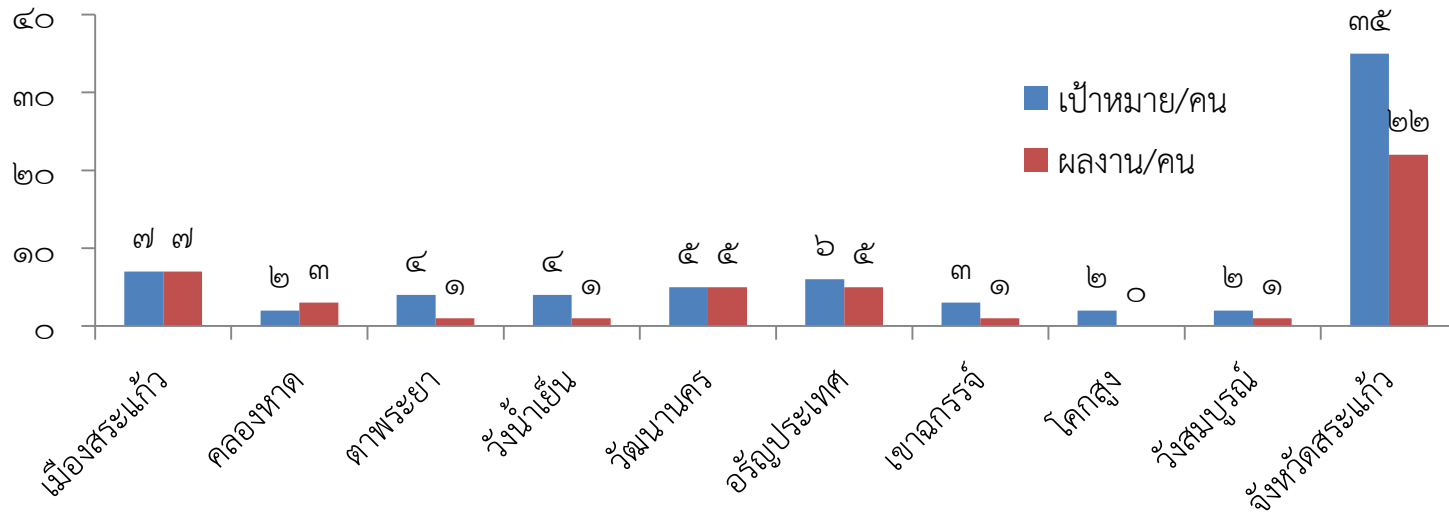 ๔๐
๓๐
๒๐
๑๐
๐
๗ ๗
๒ ๓
๔ ๑
๔ ๑
๕ ๕
๖ ๕
๓ ๑
๒ ๐
๒ ๑
๓๕ ๒๒
เป้าหมาย/คน
ผลงาน/คน
เมืองสระแก้ว
คลองหาด
ตาพระยา
วังน้ำเย็น
วัฒนานคร
อรัญประเทศ
เขาฉกรรจ์
โคกสูง
วังสมบูรณ์
จังหวัดสระแก้ว